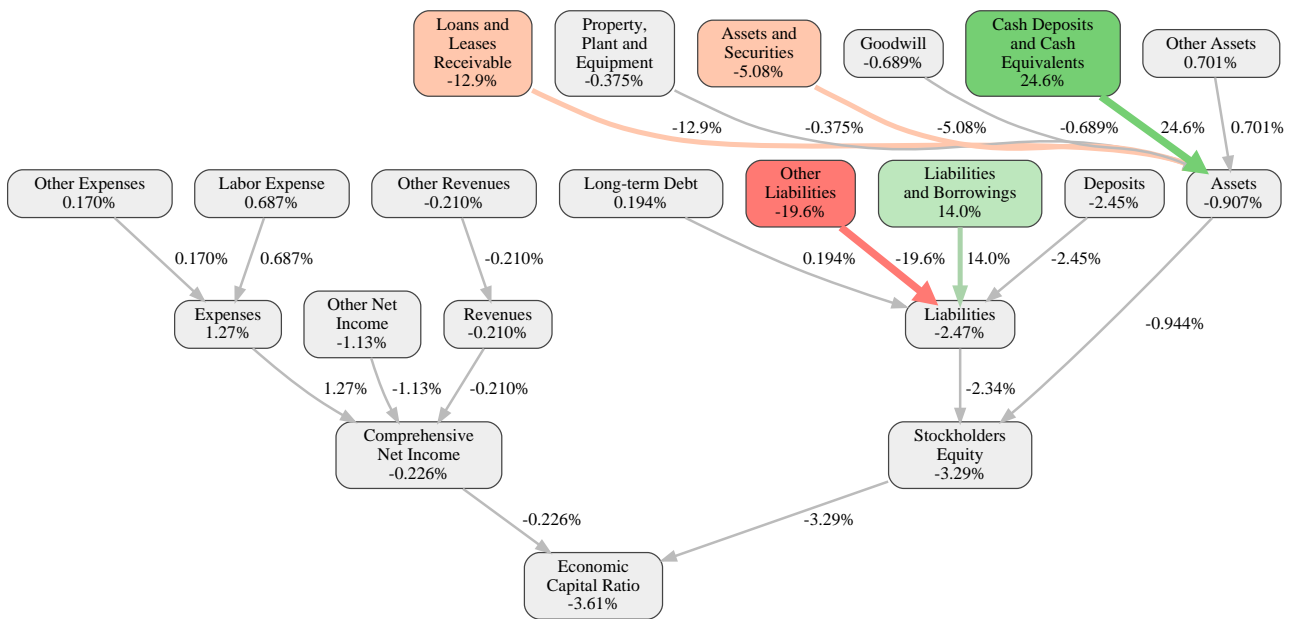 Loans and
Leases
Receivable
-12.9%
Property,
Plant and
Equipment
-0.375%
Assets and
Securities
-5.08%
Goodwill
-0.689%
Cash Deposits
and Cash
Equivalents
24.6%
Other Assets
0.701%
-12.9%
-0.375%
-5.08%
-0.689%
24.6%
0.701%
Other Expenses
0.170%
Labor Expense
0.687%
Other Revenues
-0.210%
Long-term Debt
0.194%
Other
Liabilities
-19.6%
Liabilities
and Borrowings
14.0%
Deposits
-2.45%
Assets
-0.907%
0.170%
0.687%
-0.210%
0.194%
-19.6%
14.0%
-2.45%
Expenses
1.27%
Other Net
Income
-1.13%
Revenues
-0.210%
Liabilities
-2.47%
-0.944%
1.27%
-1.13%
-0.210%
-2.34%
Comprehensive
Net Income
-0.226%
Stockholders
Equity
-3.29%
-0.226%
-3.29%
Economic
Capital Ratio
-3.61%